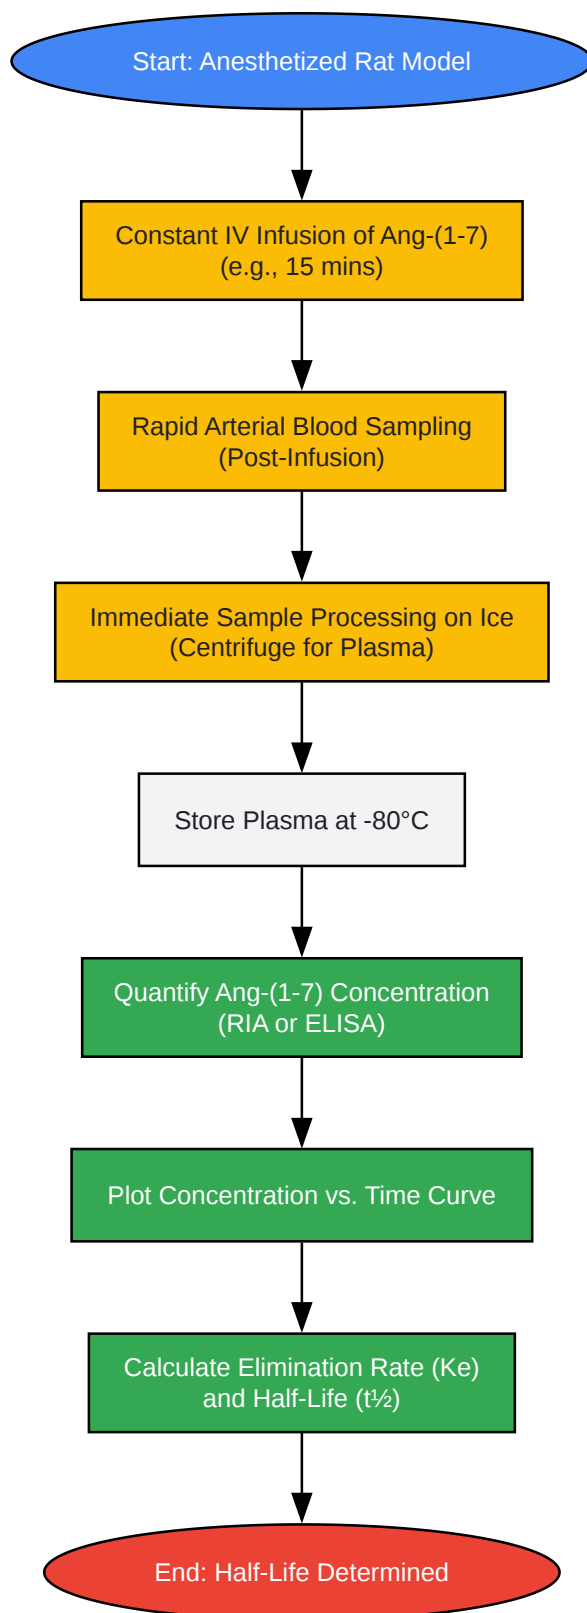 Start: Anesthetized Rat Model
Constant IV Infusion of Ang-(1-7)
(e.g., 15 mins)
Rapid Arterial Blood Sampling
(Post-Infusion)
Immediate Sample Processing on Ice
(Centrifuge for Plasma)
Store Plasma at -80°C
Quantify Ang-(1-7) Concentration
(RIA or ELISA)
Plot Concentration vs. Time Curve
Calculate Elimination Rate (Ke)
and Half-Life (t½)
End: Half-Life Determined